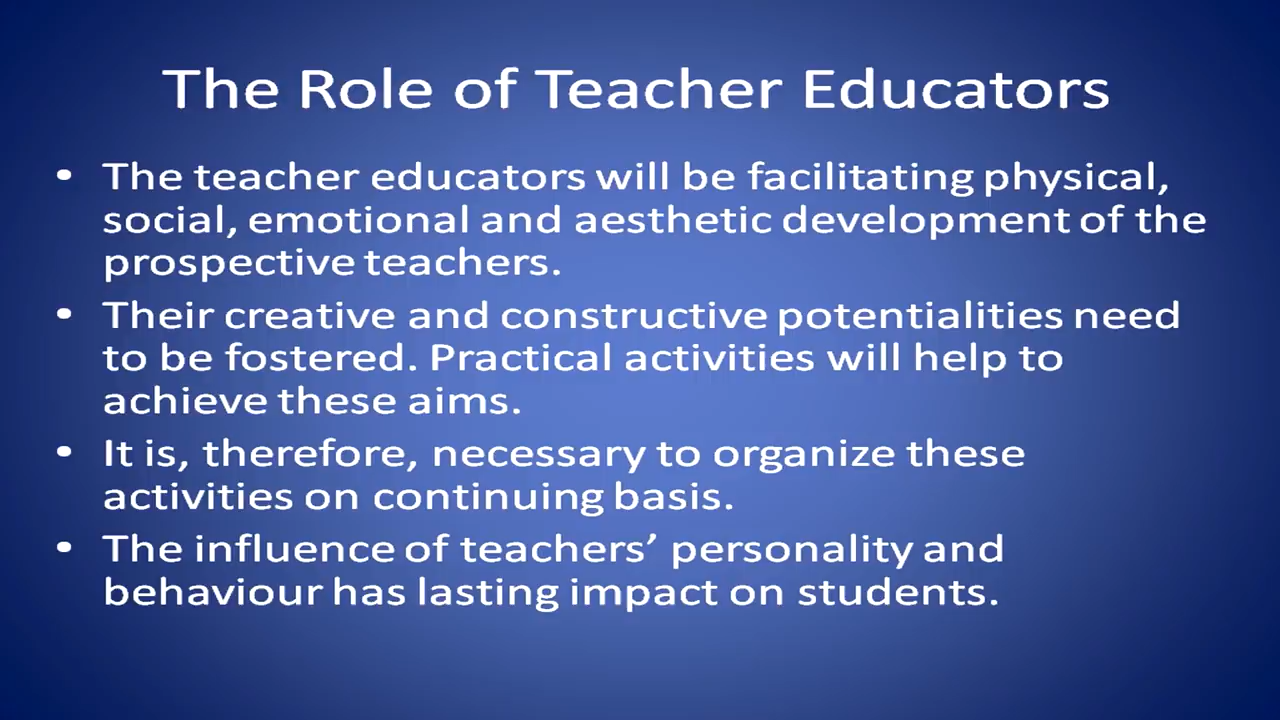 The Role of Teacher Educators
• The teacher educators will be facilitating physical,
social, emotional and aesthetic development of the
prospective teachers.
• Their creative and constructive potentialities need
to be fostered. Practical activities will help to
achieve these aims.
• It is, therefore, necessary to organize these
activities on continuing basis.
• The influence of teachers’ personality and
behaviour has lasting impact on students.